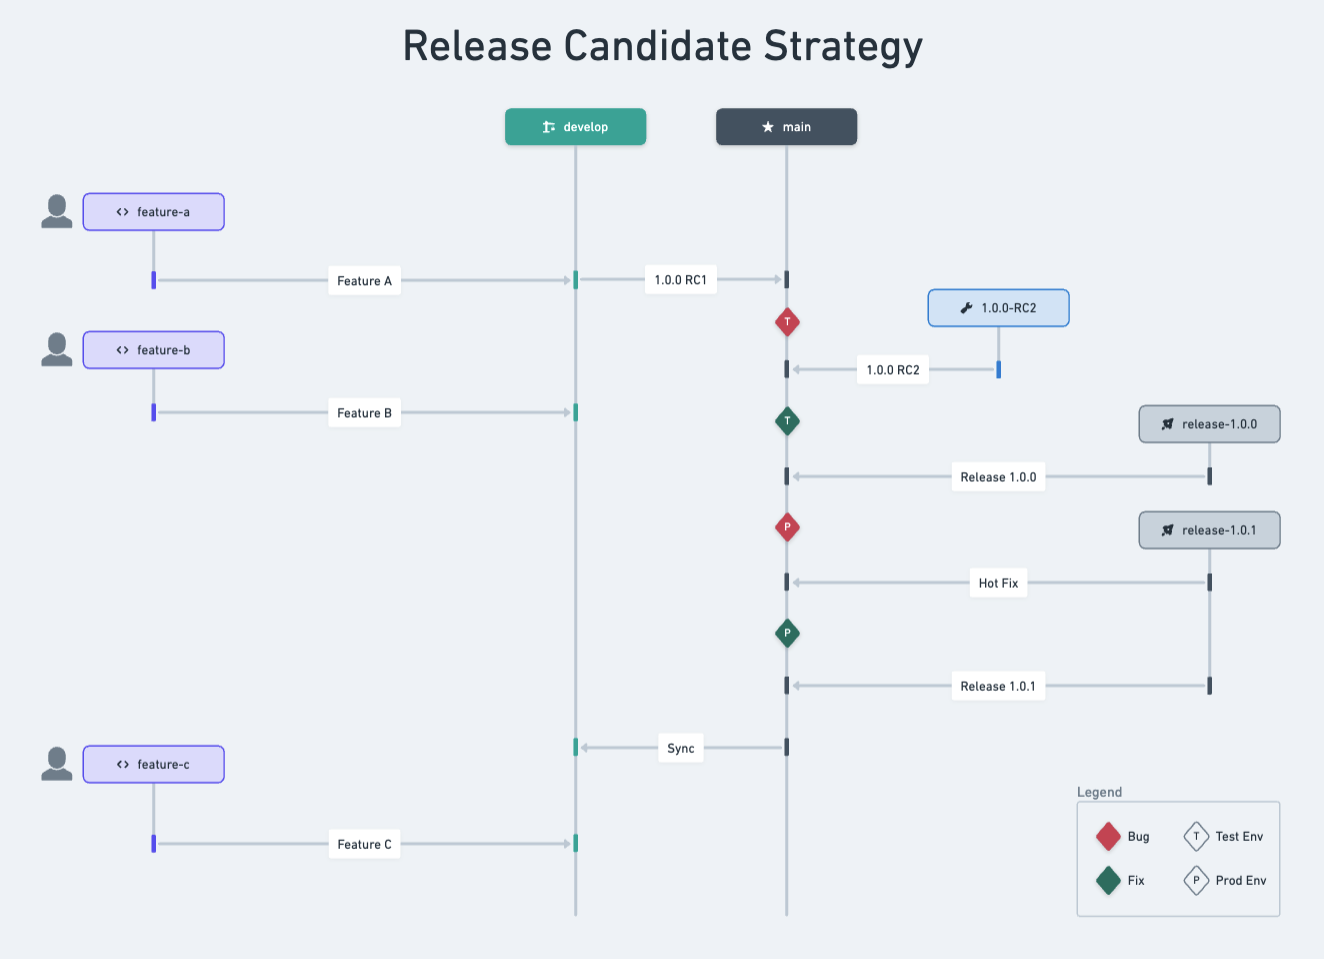 Release Candidate Strategy
develop
main
feature-a
Feature A
1.0.0 RC1
1.0.0-RC2
T
feature-b
1.0.0 RC2
Feature B
T
release-1.0.0
Release 1.0.0
P
release-1.0.1
Hot Fix
P
Release 1.0.1
Sync
feature-c
Legend
Bug
T
Test Env
Feature C
Fix
P
Prod Env